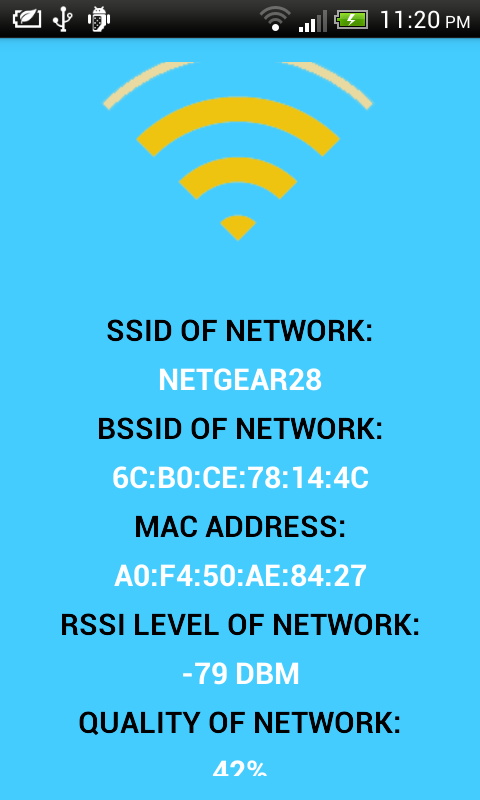 11:20 PM
SSID OF NETWORK:
NETGEAR28
BSSID OF NETWORK:
6C:B0:CE:78:14:4C
MAC ADDRESS:
A0:F4:50:AE:84:27
RSSI LEVEL OF NETWORK:
-79 DBM
QUALITY OF NETWORK:
42%